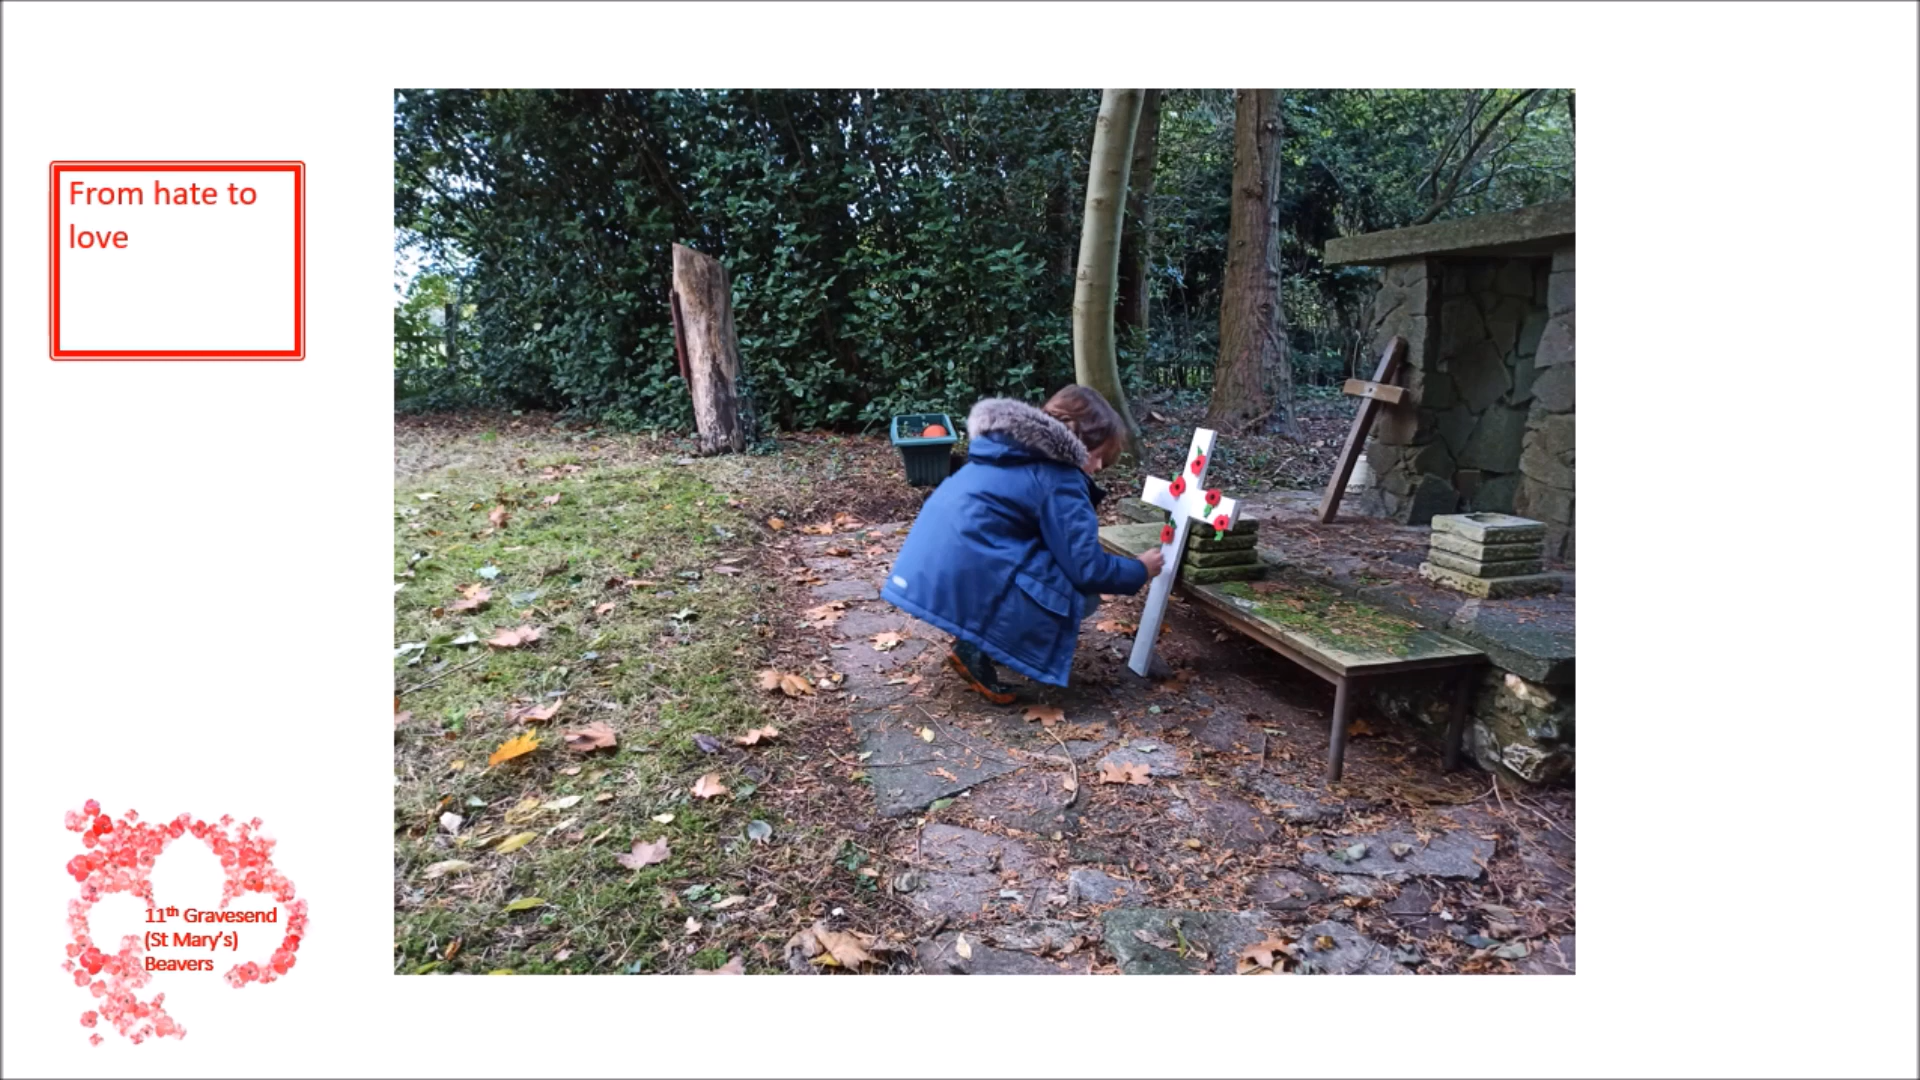 From hate to
love
11th Gravesend
(St Mary's)
Beavers